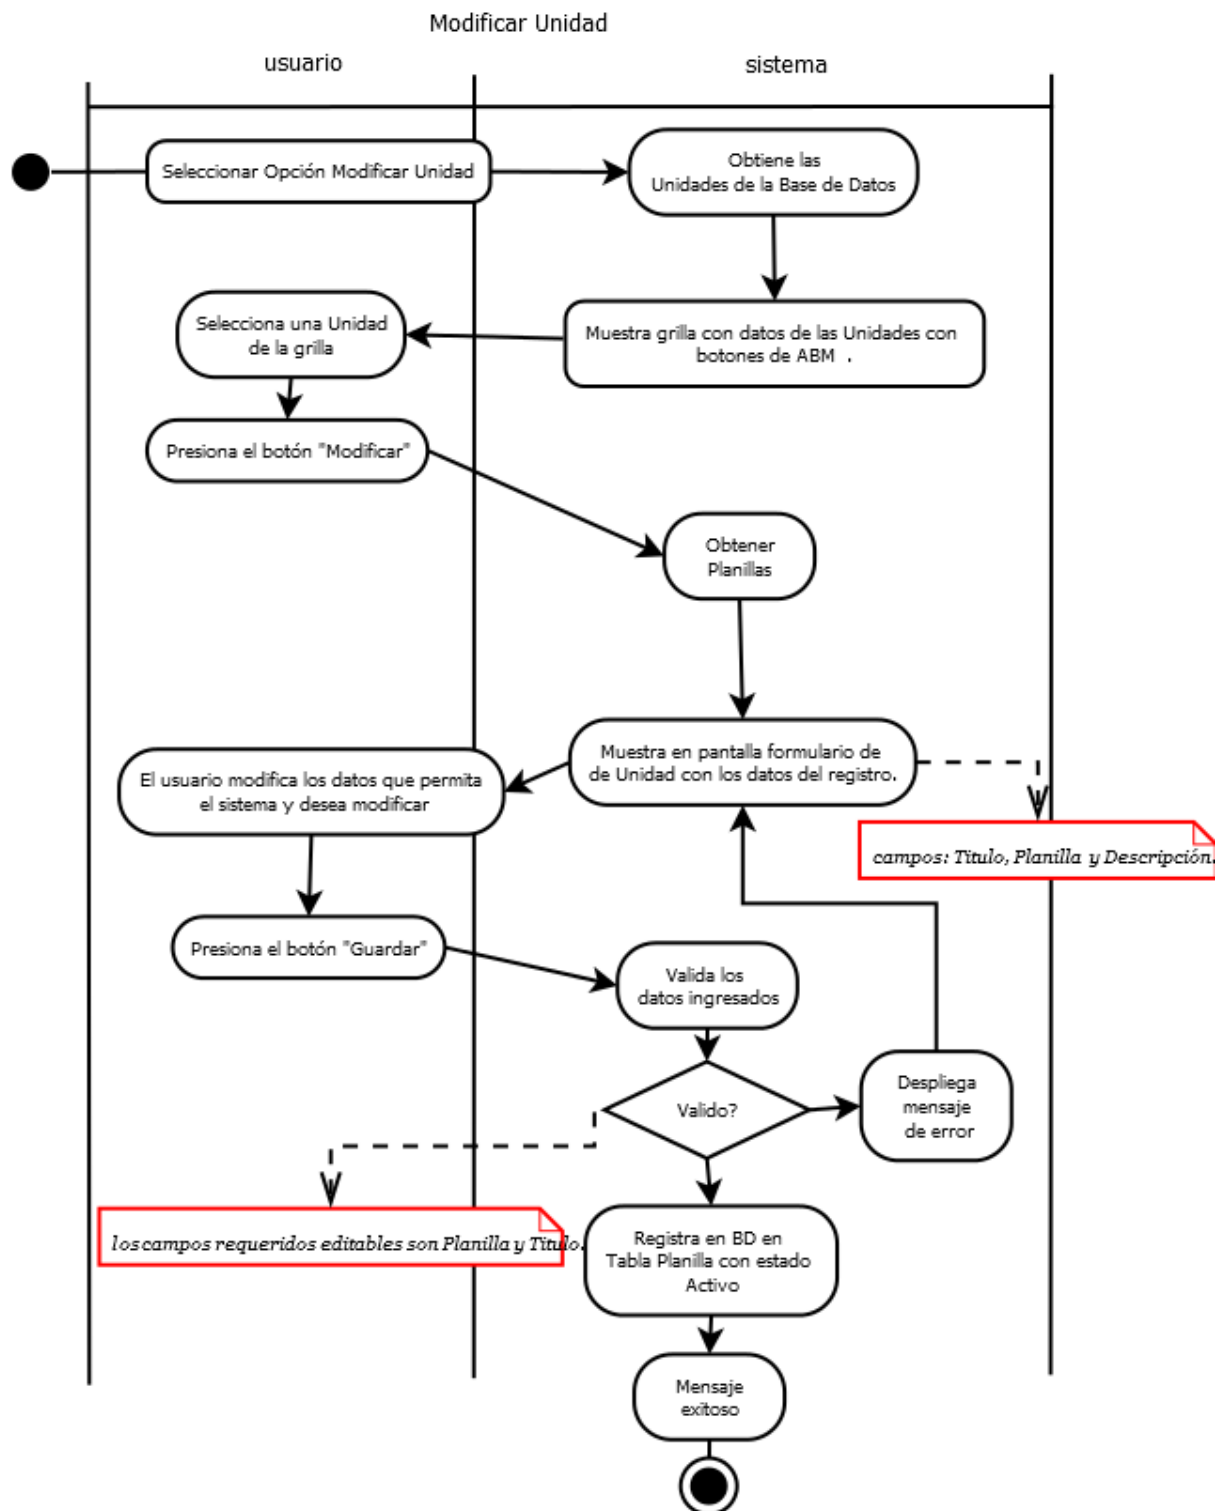 Modificar Unidad
usuario
sistema
Seleccionar Opción Modificar Unidad
Obtiene las
Unidades de la Base de Datos
Selecciona una Unidad
de la grilla
Muestra grilla con datos de las Unidades con
botones de ABM .
Presiona el botón "Modificar"
Obtener
Planillas
Muestra en pantalla formulario de
de Unidad con los datos del registro.
El usuario modifica los datos que permita
el sistema y desea modificar
campos: Titulo, Planilla y Descripción.
Presiona el botón "Guardar"
Valida los
datos ingresados
Valido?
Despliega
mensaje
de error
los campos requeridos editables son Planilla y Titulo.
Registra en BD en
Tabla Planilla con estado
Activo
Mensaje
exitoso